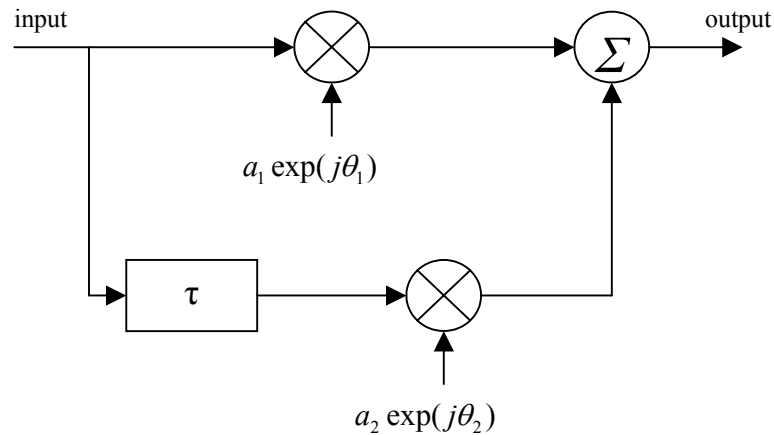 input
output
Σ
a₁ exp(jθ₁)
τ
a₂ exp(jθ₂)